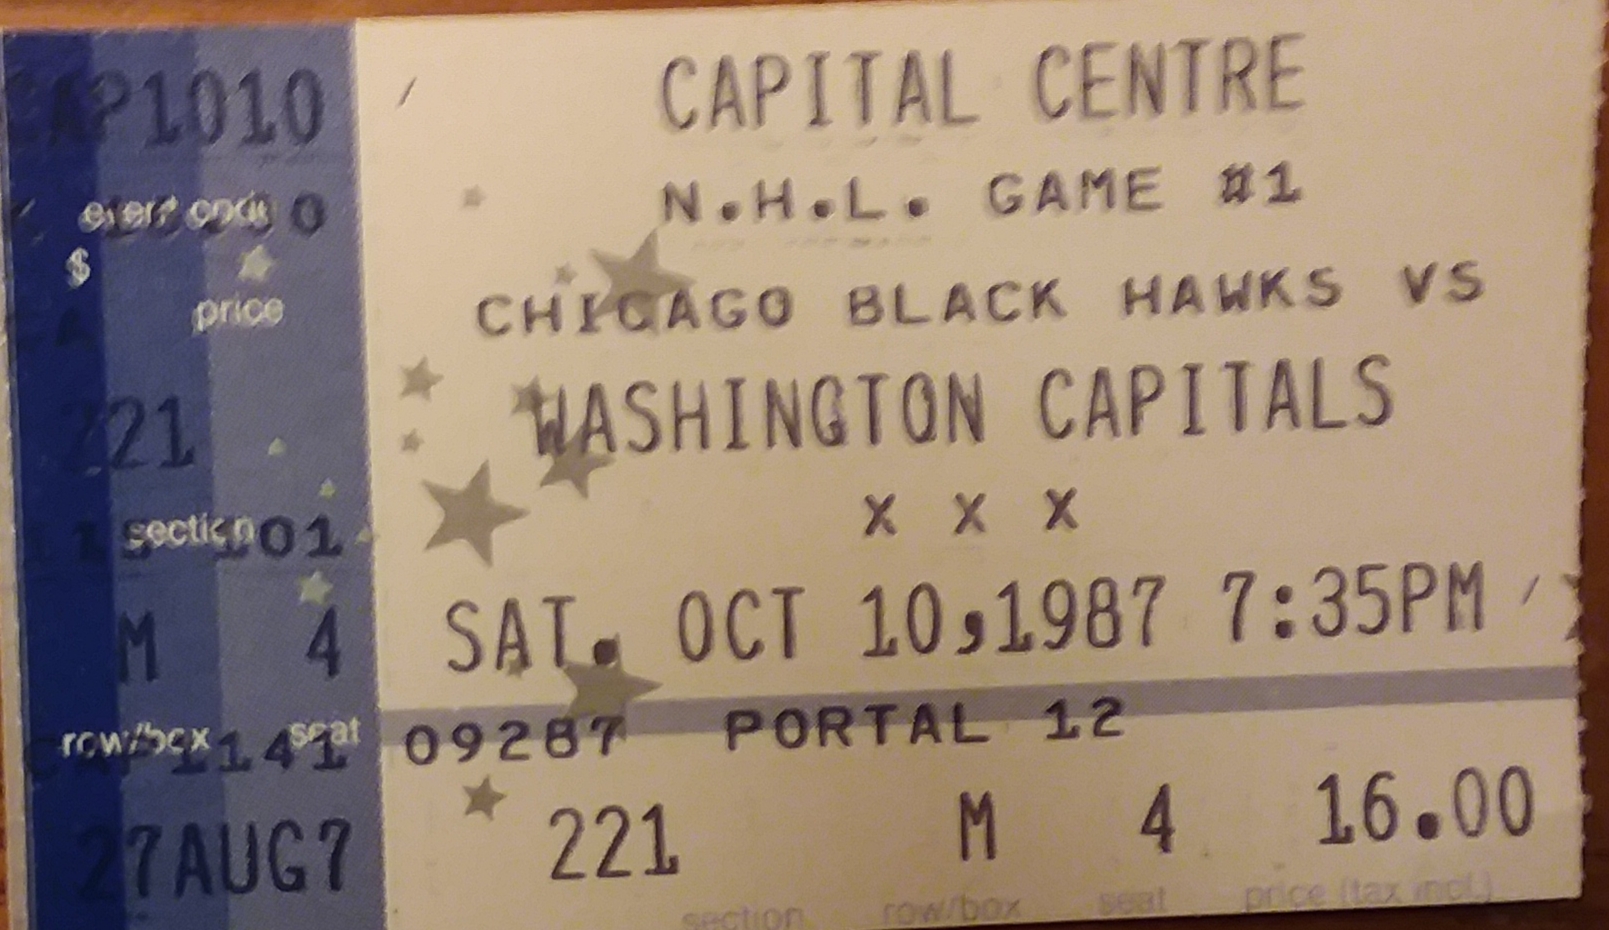 CAP1010
event code
$
price
221
section
M 4
row/box seat
27AUG7
CAPITAL CENTRE
N.H.L. GAME #1
CHICAGO BLACK HAWKS VS
WASHINGTON CAPITALS
X X X
SAT. OCT 10,1987 7:35PM
09287 PORTAL 12
221 M 4 16.00
section row/box seat price (tax incl.)